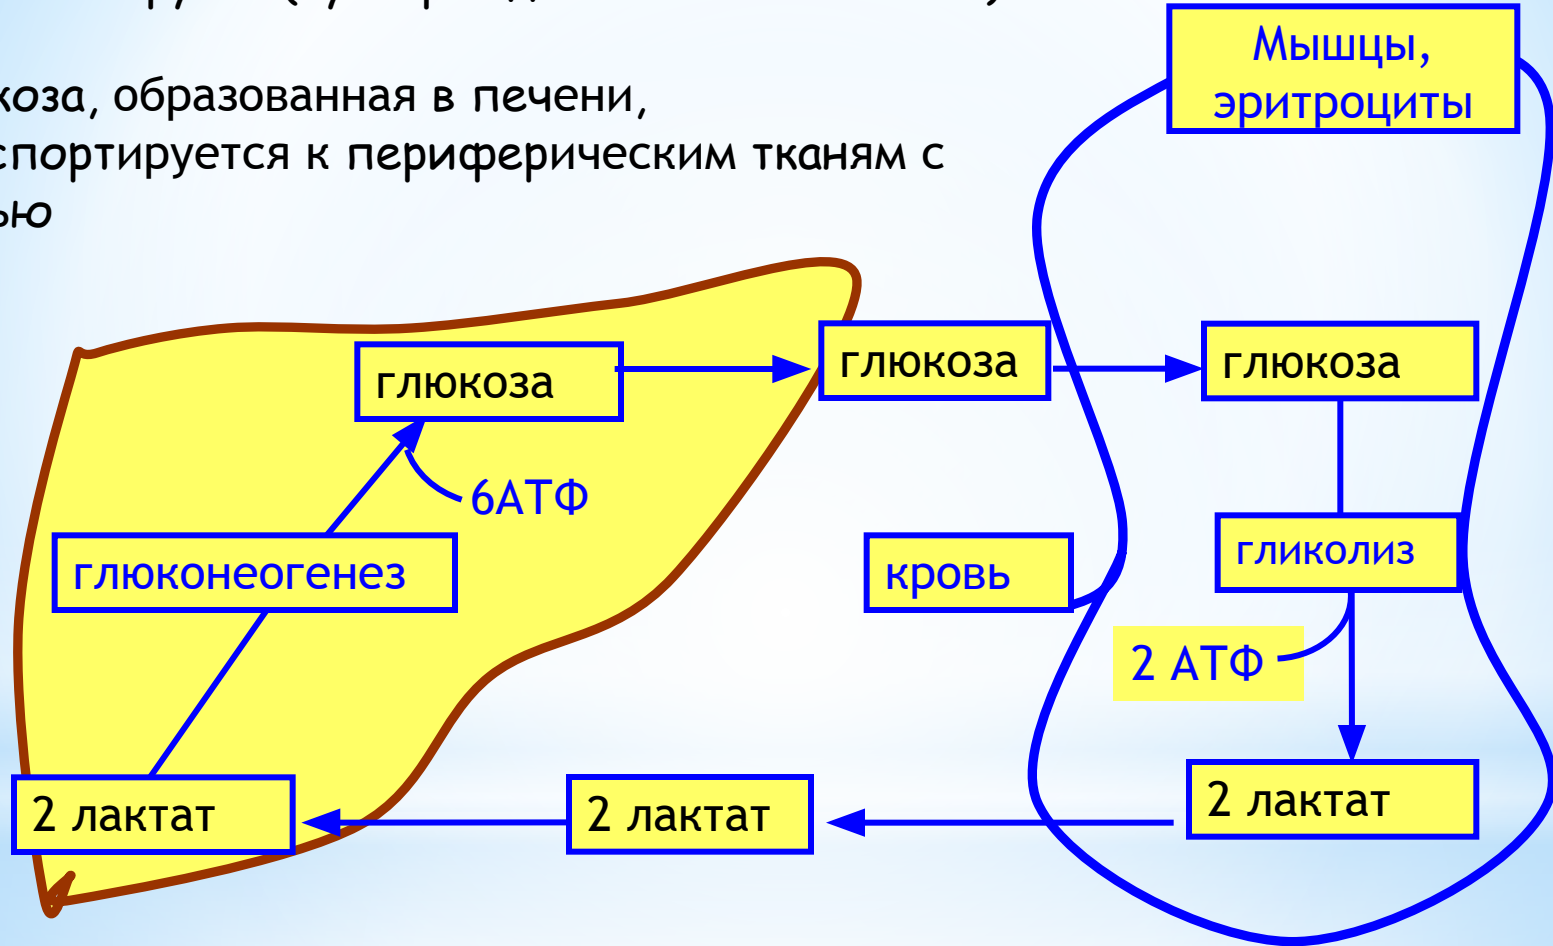 Мышцы,
эритроциты
коза, образованная в печени,
спортируется к периферическим тканям с
ью
глюкоза
глюкоза
глюкоза
6АТФ
глюконеогенез
кровь
гликолиз
2 АТФ
2 лактат
2 лактат
2 лактат